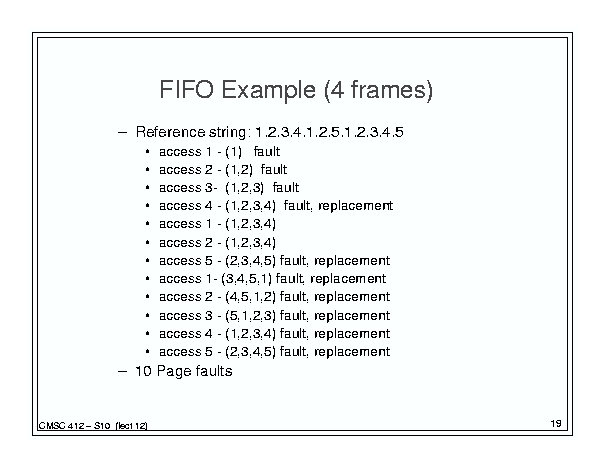 FIFO Example (4 frames)
– Reference string: 1,2,3,4,1,2,5,1,2,3,4,5
• access 1 - (1) fault
• access 2 - (1,2) fault
• access 3- (1,2,3) fault
• access 4 - (1,2,3,4) fault, replacement
• access 1 - (1,2,3,4)
• access 2 - (1,2,3,4)
• access 5 - (2,3,4,5) fault, replacement
• access 1- (3,4,5,1) fault, replacement
• access 2 - (4,5,1,2) fault, replacement
• access 3 - (5,1,2,3) fault, replacement
• access 4 - (1,2,3,4) fault, replacement
• access 5 - (2,3,4,5) fault, replacement
– 10 Page faults
CMSC 412 – S10 (lect 12)
19